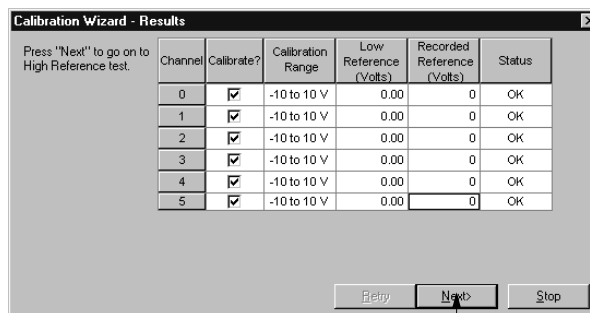 Calibration Wizard - Results
Press "Next" to go on to
High Reference test.
Channel Calibrate? Calibration Range Low Reference (Volts) Recorded Reference (Volts) Status
0 -10 to 10 V 0.00 0 OK
1 -10 to 10 V 0.00 0 OK
2 -10 to 10 V 0.00 0 OK
3 -10 to 10 V 0.00 0 OK
4 -10 to 10 V 0.00 0 OK
5 -10 to 10 V 0.00 0 OK
Retry Next> Stop